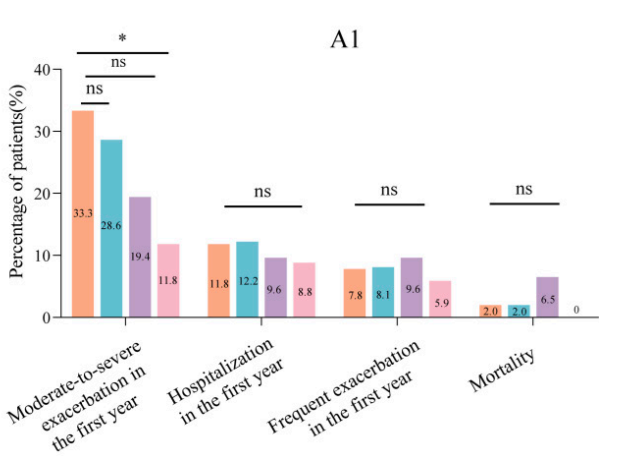 A1
*
ns
ns
Percentage of patients(%)
40
30
20
10
0
33.3
28.6
19.4
11.8
ns
11.8
12.2
9.6
8.8
ns
7.8
8.1
9.6
5.9
ns
2.0
2.0
6.5
0
Moderate-to-severe
exacerbation in
the first year
Hospitalization
in the first year
Frequent exacerbation
in the first year
Mortality